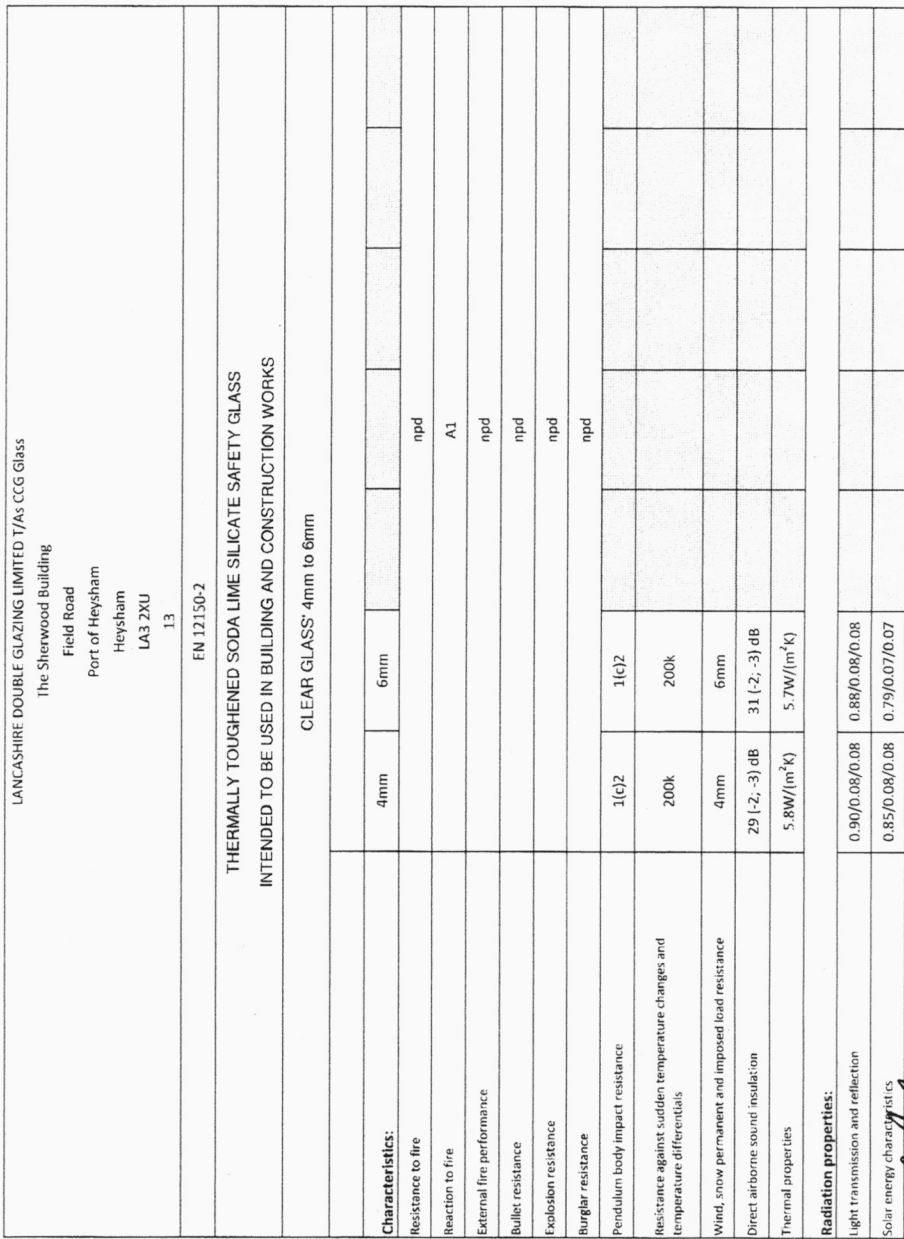 LANCASHIRE DOUBLE GLAZING LIMITED T/As CCG Glass
The Sherwood Building
Field Road
Port of Heysham
Heysham
LA3 2XU
13
EN 12150-2
THERMALLY TOUGHENED SODA LIME SILICATE SAFETY GLASS
INTENDED TO BE USED IN BUILDING AND CONSTRUCTION WORKS
CLEAR GLASS' 4mm to 6mm
Characteristics: 4mm 6mm
Resistance to fire npd
Reaction to fire A1
External fire performance npd
Bullet resistance npd
Explosion resistance npd
Burglar resistance npd
Pendulum body impact resistance 1(c)2 1(c)2
Resistance against sudden temperature changes and
temperature differentials 200k 200k
Wind, snow permanent and imposed load resistance 4mm 6mm
Direct airborne sound insulation 29 (-2; -3) dB 31 (-2; -3) dB
Thermal properties 5.8W/(m²K) 5.7W/(m²K)
Radiation properties:
Light transmission and reflection 0.90/0.08/0.08 0.88/0.08/0.08
Solar energy characteristics 0.85/0.08/0.08 0.79/0.07/0.07